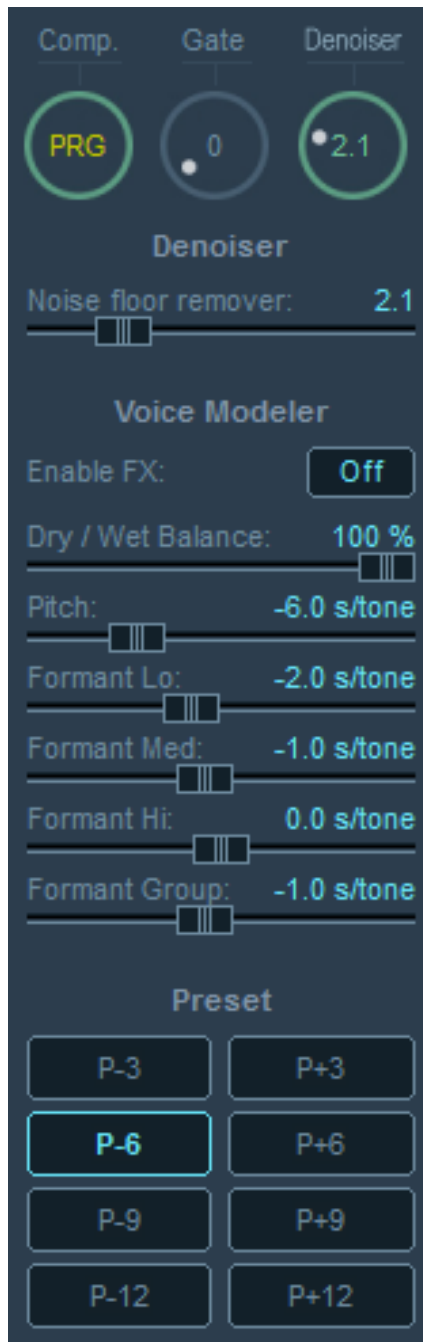 Comp. Gate Denoiser
PRG 0 2.1
Denoiser
Noise floor remover: 2.1
Voice Modeler
Enable FX: Off
Dry / Wet Balance: 100 %
Pitch: -6.0 s/tone
Formant Lo: -2.0 s/tone
Formant Med: -1.0 s/tone
Formant Hi: 0.0 s/tone
Formant Group: -1.0 s/tone
Preset
P-3 P+3
P-6 P+6
P-9 P+9
P-12 P+12